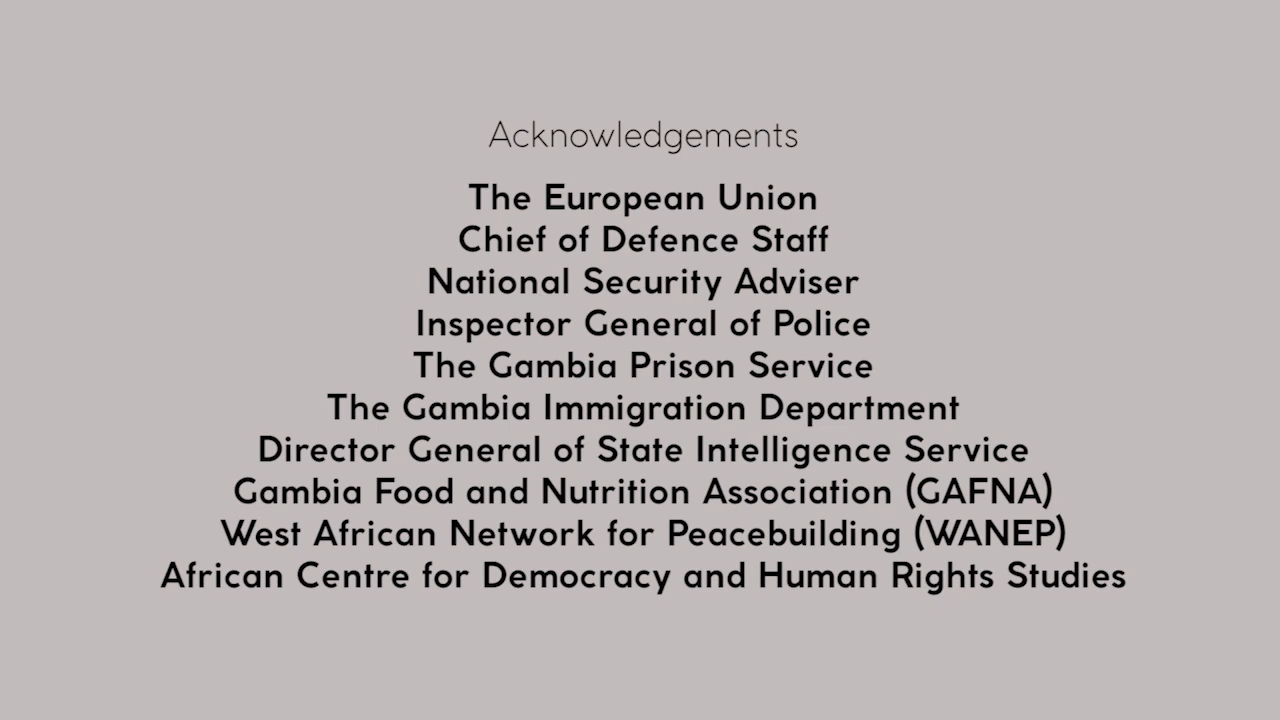 Acknowledgements
The European Union
Chief of Defence Staff
National Security Adviser
Inspector General of Police
The Gambia Prison Service
The Gambia Immigration Department
Director General of State Intelligence Service
Gambia Food and Nutrition Association (GAFNA)
West African Network for Peacebuilding (WANEP)
African Centre for Democracy and Human Rights Studies